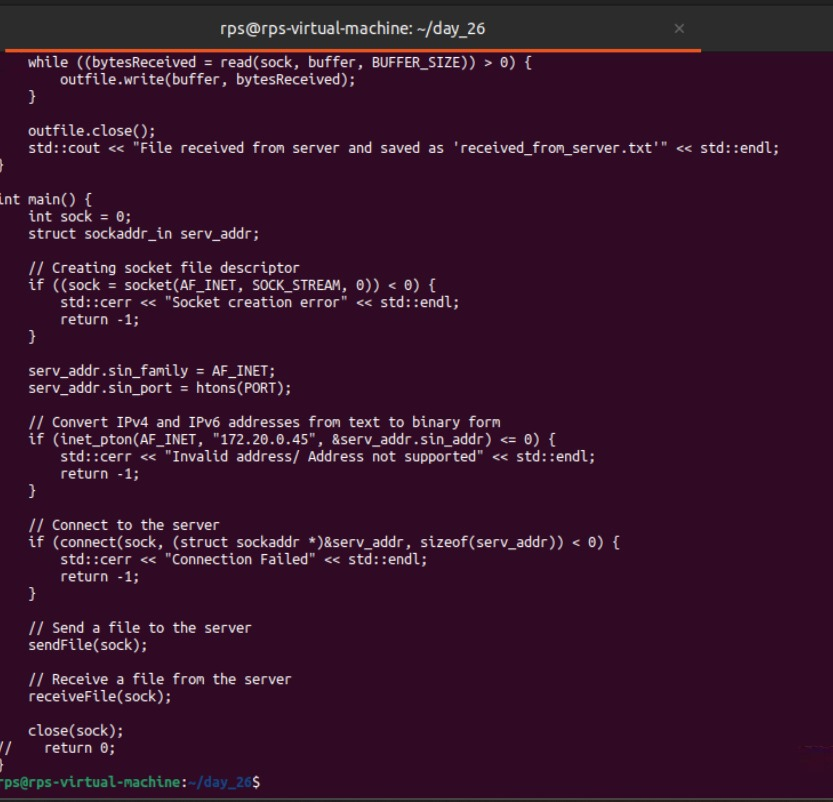 rps@rps-virtual-machine: ~/day_26 ×
    while ((bytesReceived = read(sock, buffer, BUFFER_SIZE)) > 0) {
        outfile.write(buffer, bytesReceived);
    }

    outfile.close();
    std::cout << "File received from server and saved as 'received_from_server.txt'" << std::endl;
}

int main() {
    int sock = 0;
    struct sockaddr_in serv_addr;

    // Creating socket file descriptor
    if ((sock = socket(AF_INET, SOCK_STREAM, 0)) < 0) {
        std::cerr << "Socket creation error" << std::endl;
        return -1;
    }

    serv_addr.sin_family = AF_INET;
    serv_addr.sin_port = htons(PORT);

    // Convert IPv4 and IPv6 addresses from text to binary form
    if (inet_pton(AF_INET, "172.20.0.45", &serv_addr.sin_addr) <= 0) {
        std::cerr << "Invalid address/ Address not supported" << std::endl;
        return -1;
    }

    // Connect to the server
    if (connect(sock, (struct sockaddr *)&serv_addr, sizeof(serv_addr)) < 0) {
        std::cerr << "Connection Failed" << std::endl;
        return -1;
    }

    // Send a file to the server
    sendFile(sock);

    // Receive a file from the server
    receiveFile(sock);

    close(sock);
//    return 0;
}
rps@rps-virtual-machine:~/day_26$